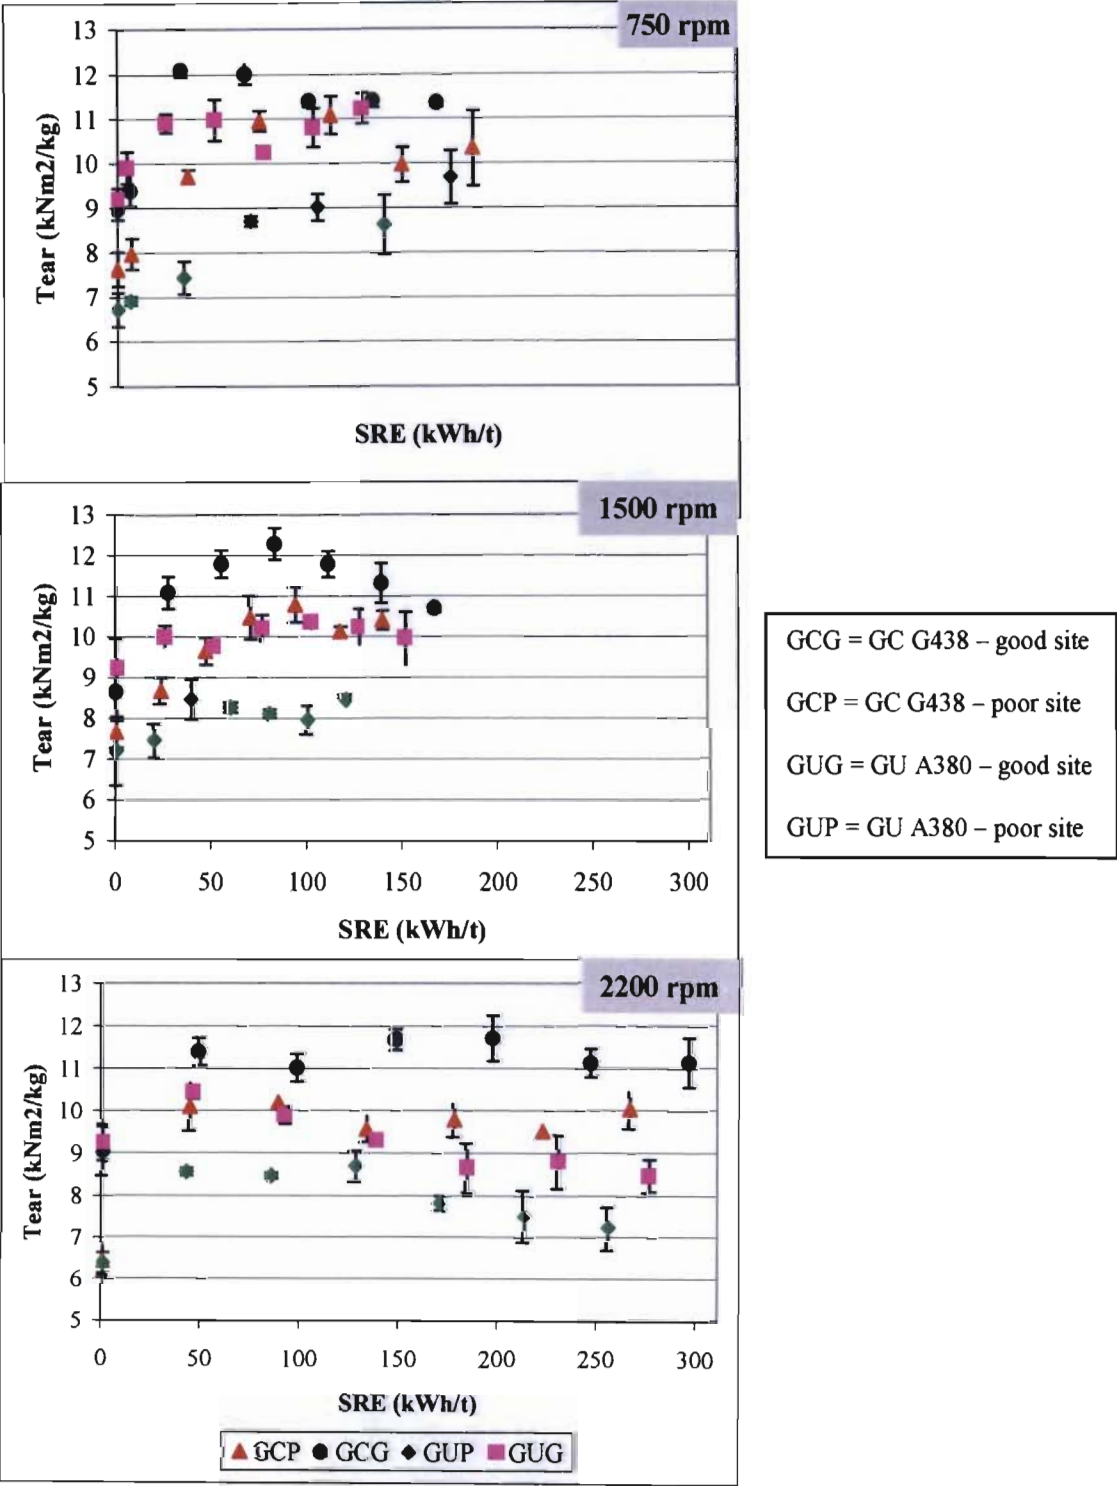 750 rpm
13
12
11
10
9
8
7
6
5
Tear (kNm2/kg)
SRE (kWh/t)
1500 rpm
13
12
11
10
9
8
7
6
5
Tear (kNm2/kg)
0 50 100 150 200 250 300
SRE (kWh/t)
GCG = GC G438 – good site
GCP = GC G438 – poor site
GUG = GU A380 – good site
GUP = GU A380 – poor site
2200 rpm
13
12
11
10
9
8
7
6
5
Tear (kNm2/kg)
0 50 100 150 200 250 300
SRE (kWh/t)
GCP GCG GUP GUG